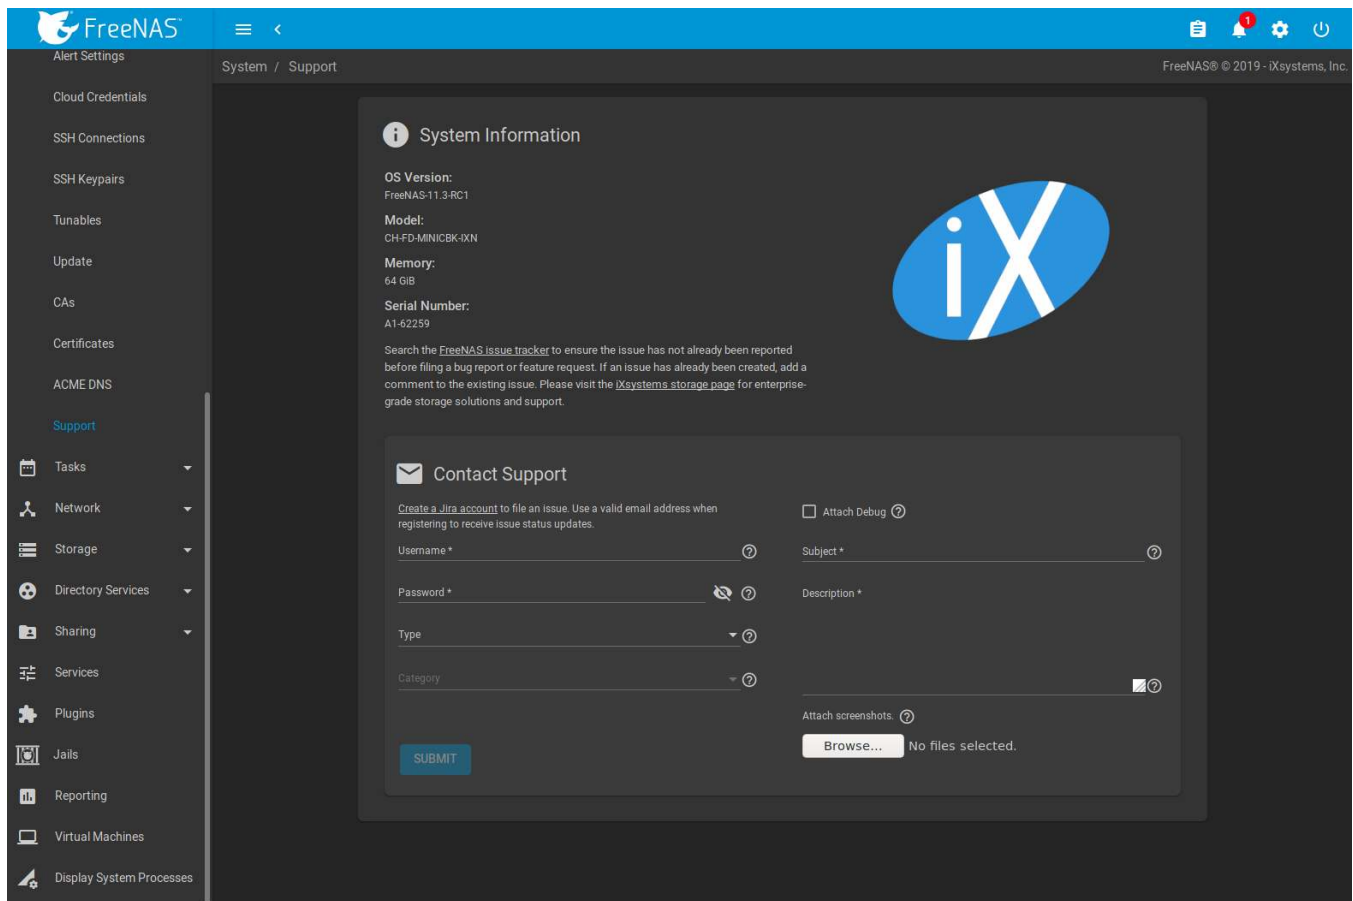 FreeNAS
1
Alert Settings
Cloud Credentials
SSH Connections
SSH Keypairs
Tunables
Update
CAs
Certificates
ACME DNS
Support
Tasks
Network
Storage
Directory Services
Sharing
Services
Plugins
Jails
Reporting
Virtual Machines
Display System Processes
System / Support
FreeNAS® © 2019 - iXsystems, Inc.
System Information
OS Version:
FreeNAS-11.3-RC1
Model:
CH-FD-MINICBK-IXN
Memory:
64 GiB
Serial Number:
A1-62259
Search the FreeNAS issue tracker to ensure the issue has not already been reported
before filing a bug report or feature request. If an issue has already been created, add a
comment to the existing issue. Please visit the iXsystems storage page for enterprise-
grade storage solutions and support.
iX
Contact Support
Create a Jira account to file an issue. Use a valid email address when
registering to receive issue status updates.
Username *
Password *
Type
Category
SUBMIT
Attach Debug
Subject *
Description *
Attach screenshots.
Browse... No files selected.